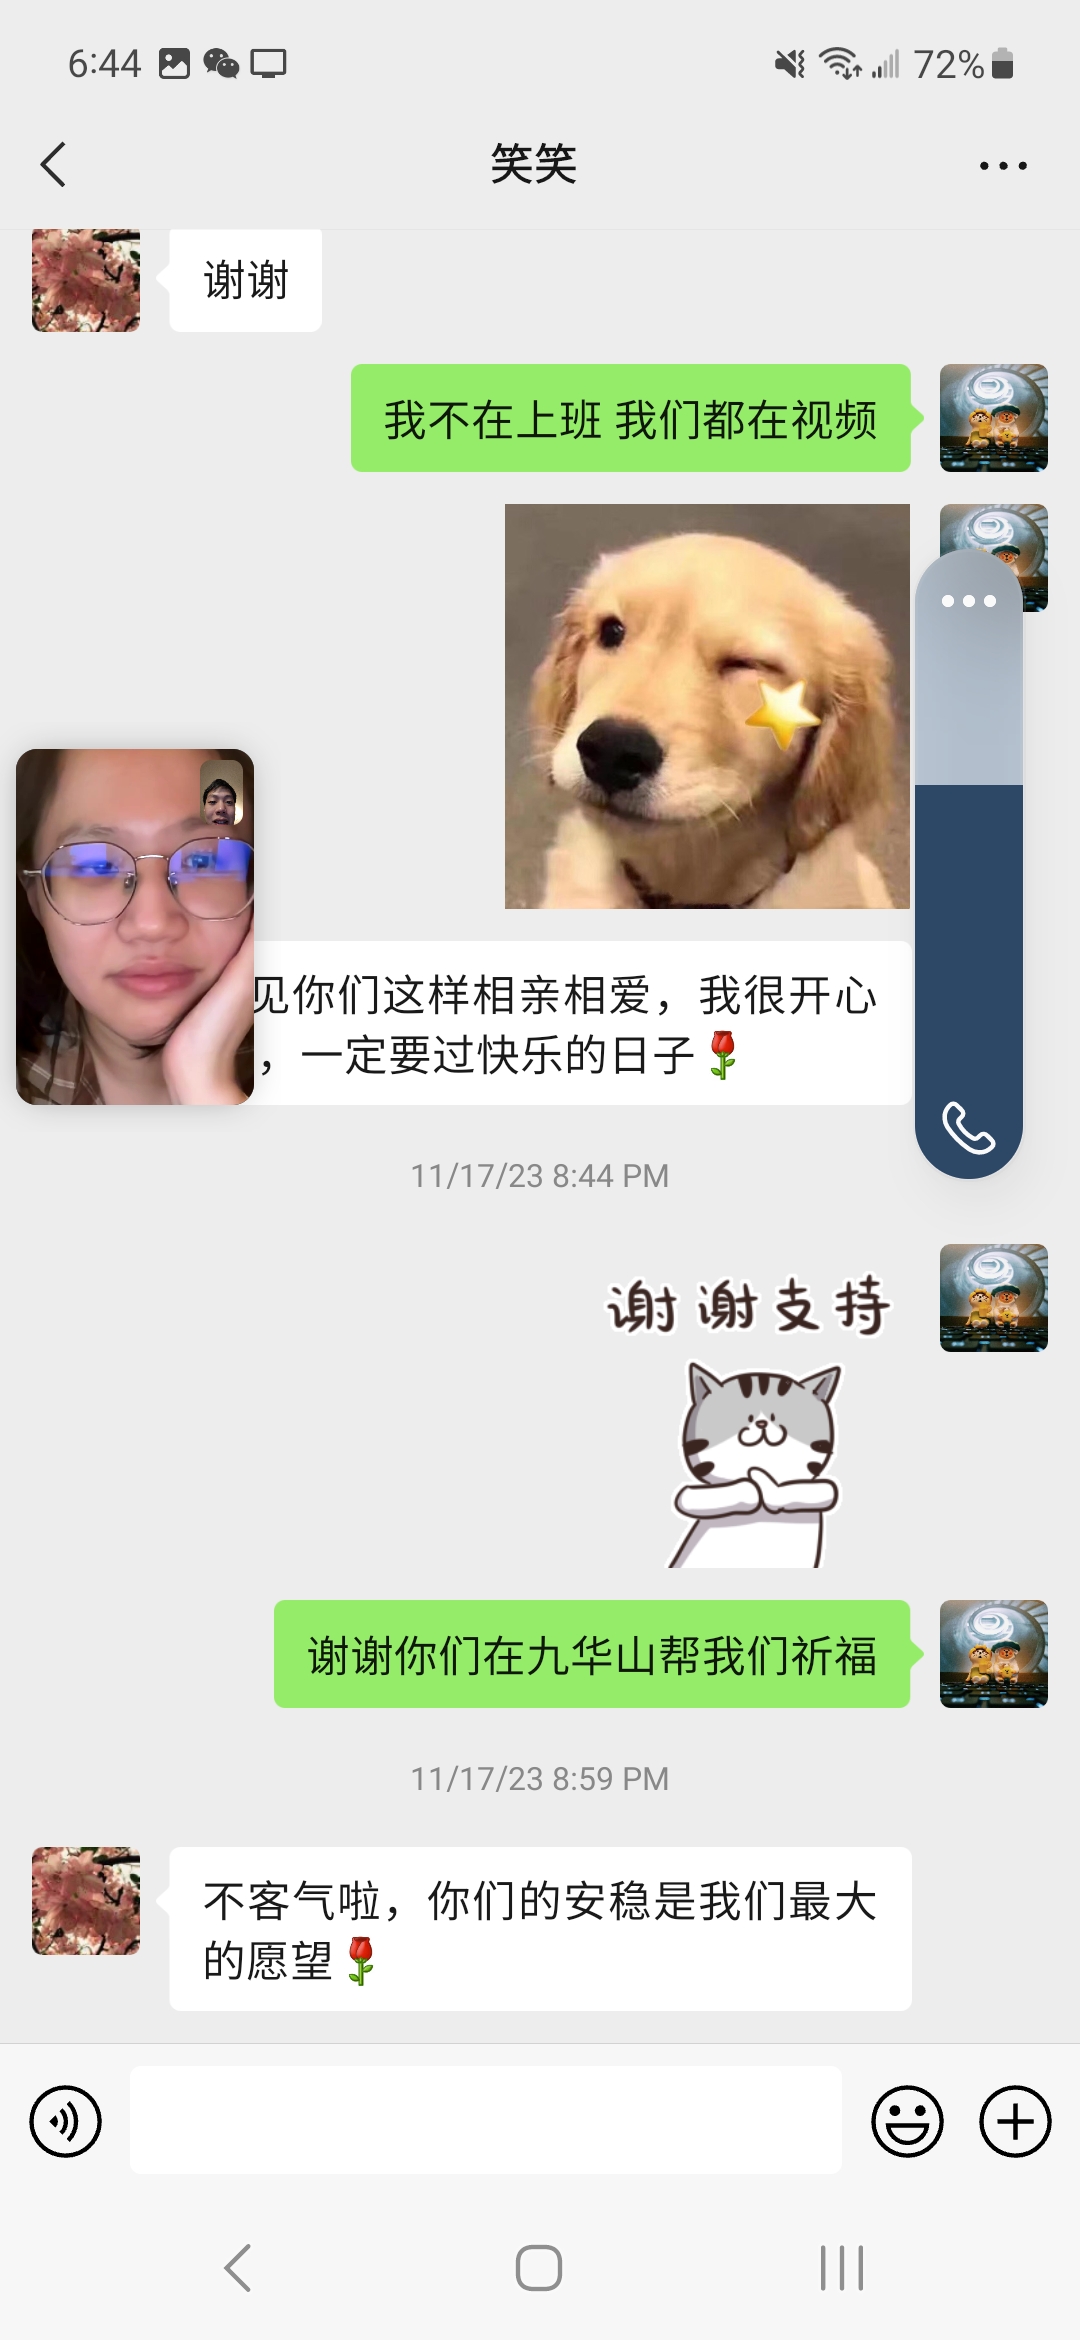 6:44
72%
笑笑
谢谢
我不在上班 我们都在视频
见你们这样相亲相爱，我很开心
，一定要过快乐的日子🌹
11/17/23 8:44 PM
谢谢支持
谢谢你们在九华山帮我们祈福
11/17/23 8:59 PM
不客气啦，你们的安稳是我们最大
的愿望🌹